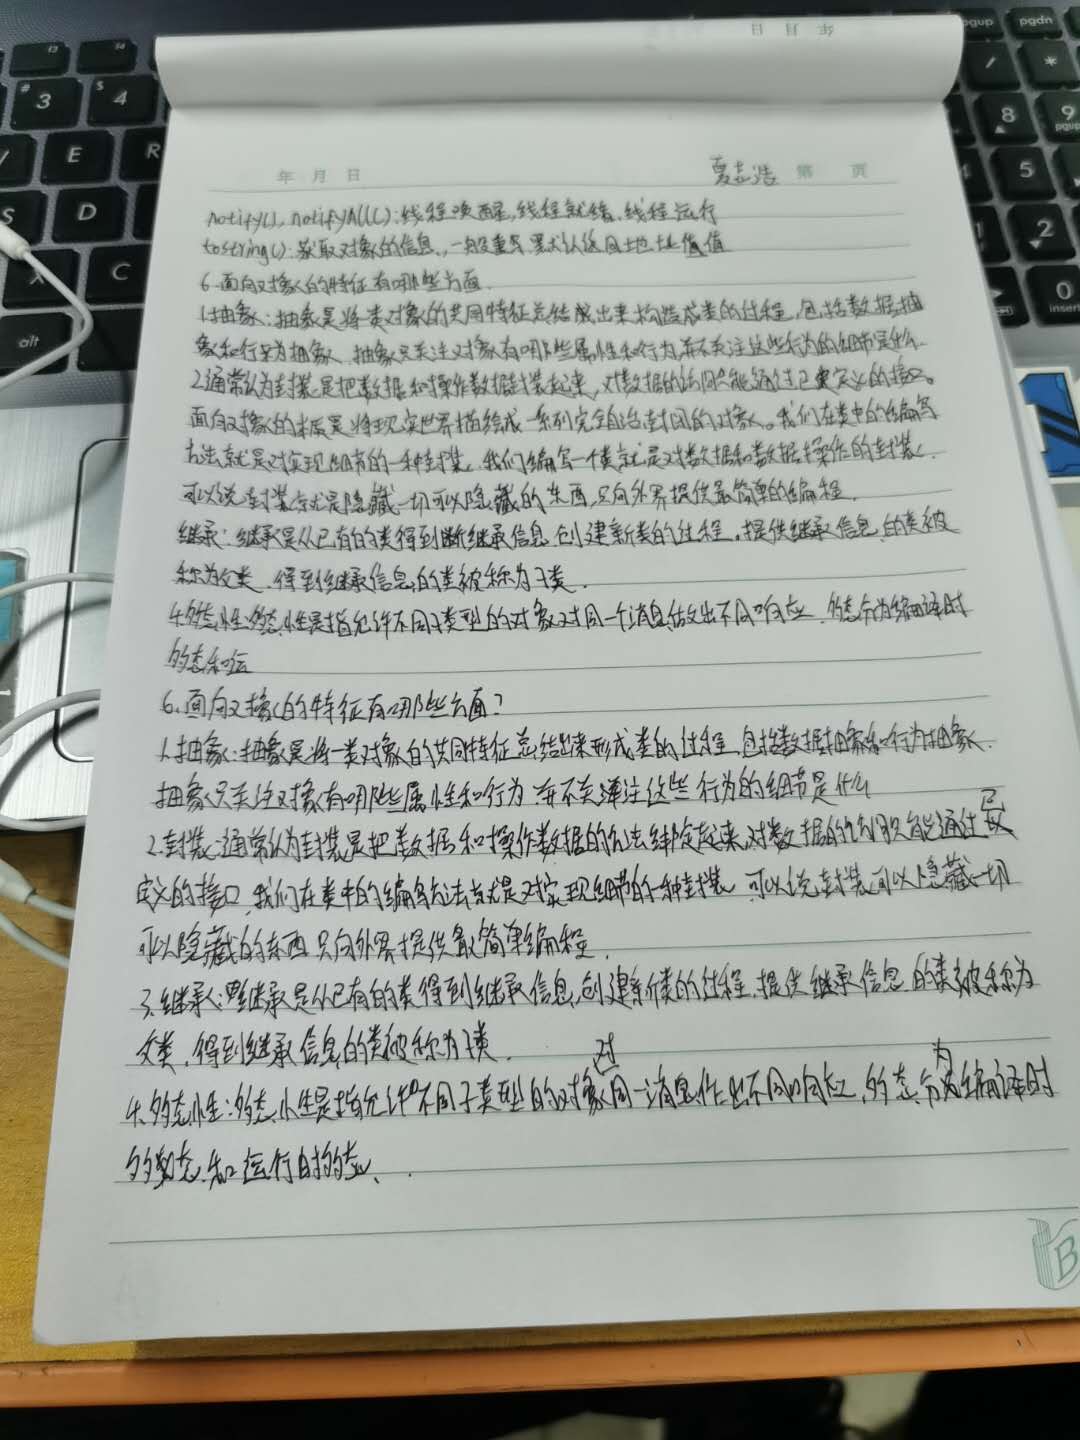 年 月 日
年 月 日 夏志浩 第 页
notify(), notifyAll(): 线程唤醒, 线程就绪、线程运行
tostring(): 获取对象的信息, 一般重写, 默认返回地址值
6. 面向对象的特征有哪些方面.
1.抽象: 抽象是将一类对象的共同特征总结成出来构造成类的过程, 包括数据抽
象和行为抽象、抽象只关注对象有哪些属性和行为, 并不关注这些行为的细节是什么.
2.通常认为封装是把数据和操作数据封装起来, 对数据的访问只能通过已定义的接口。
面向对象的本质是将现实世界描绘成一系列完全自治, 封闭的对象。我们在类中的编写
方法就是对实现细节的一种封装、我们编写一个类就是对数据和数据操作的封装.
可以说, 封装就是隐藏一切可以隐藏的东西, 只向外界提供最简单的编程.
继承: 继承是从已有的类得到继承信息, 创建新类的过程。提供继承信息的类被
称为父类、得到继承信息的类被称为子类.
4.多态性: 多态性是指允许不同子类型的对象对同一个消息做出不同响应、多态分为编译时
多态和运
6. 面向对象的特征有哪些方面?
1.抽象: 抽象是将一类对象的共同特征总结出来形成类的过程, 包括数据抽象和行为抽象.
抽象只关注对象有哪些属性和行为, 并不关注这些行为的细节是什么
2.封装: 通常认为封装是把数据和操作数据的方法绑定起来, 对数据的访问只能通过已
定义的接口, 我们在类中的编写方法就是对实现细节的一种封装、可以说封装可以隐藏一切
可以隐藏的东西, 只向外界提供最简单编程.
3.继承: 继承是从已有的类得到继承信息, 创建新类的过程, 提供继承信息的类被称为
父类, 得到继承信息的类被称为子类.
4.多态性: 多态性是指允许不同子类型的对象对同一消息作出不同响应, 多态分为编译时
的多态和运行时的多态.